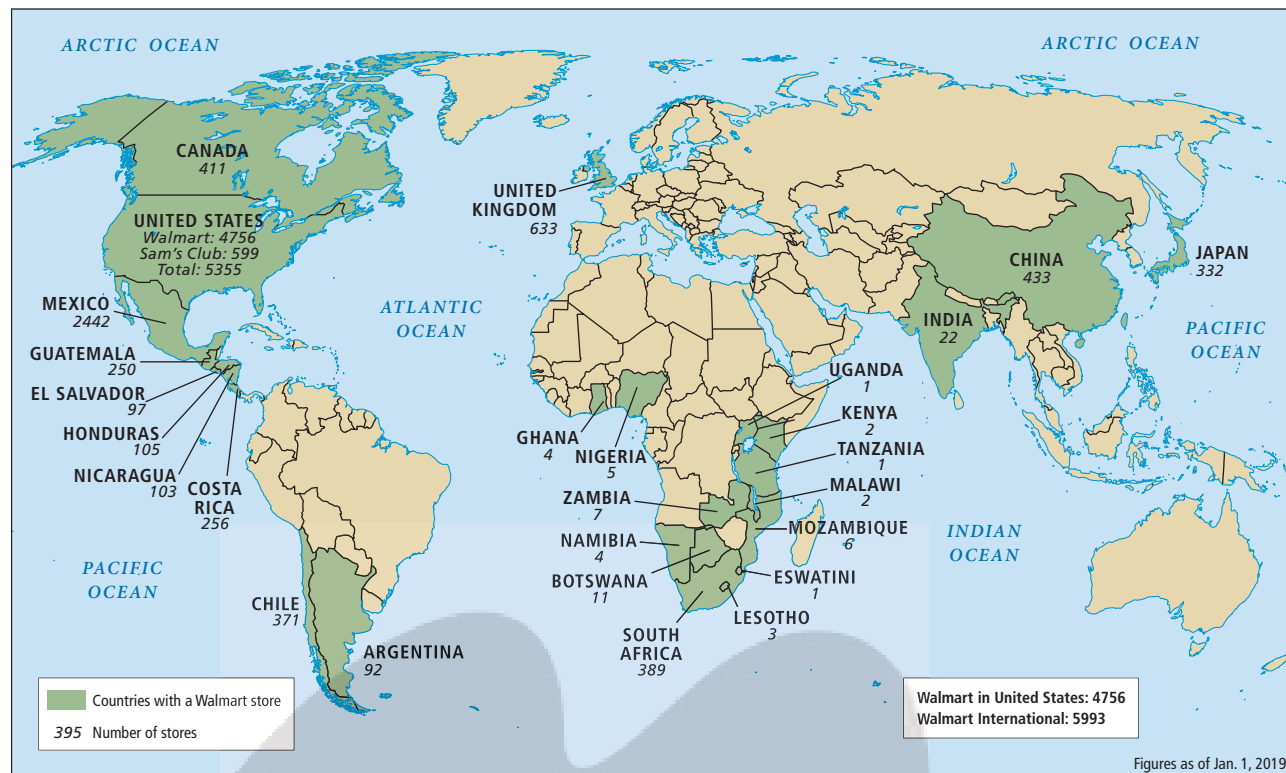 ARCTIC OCEAN
ARCTIC OCEAN
CANADA
411
UNITED STATES
Walmart: 4756
Sam's Club: 599
Total: 5355
MEXICO
2442
GUATEMALA
250
EL SALVADOR
97
HONDURAS
105
NICARAGUA
103
COSTA
RICA
256
ATLANTIC
OCEAN
UNITED
KINGDOM
633
CHINA
433
JAPAN
332
INDIA
22
PACIFIC
OCEAN
UGANDA
1
KENYA
2
TANZANIA
1
MALAWI
2
MOZAMBIQUE
6
GHANA
4
NIGERIA
5
ZAMBIA
7
NAMIBIA
4
BOTSWANA
11
ESWATINI
1
LESOTHO
3
SOUTH
AFRICA
389
INDIAN
OCEAN
PACIFIC
OCEAN
CHILE
371
ARGENTINA
92
Countries with a Walmart store
395 Number of stores
Walmart in United States: 4756
Walmart International: 5993
Figures as of Jan. 1, 2019